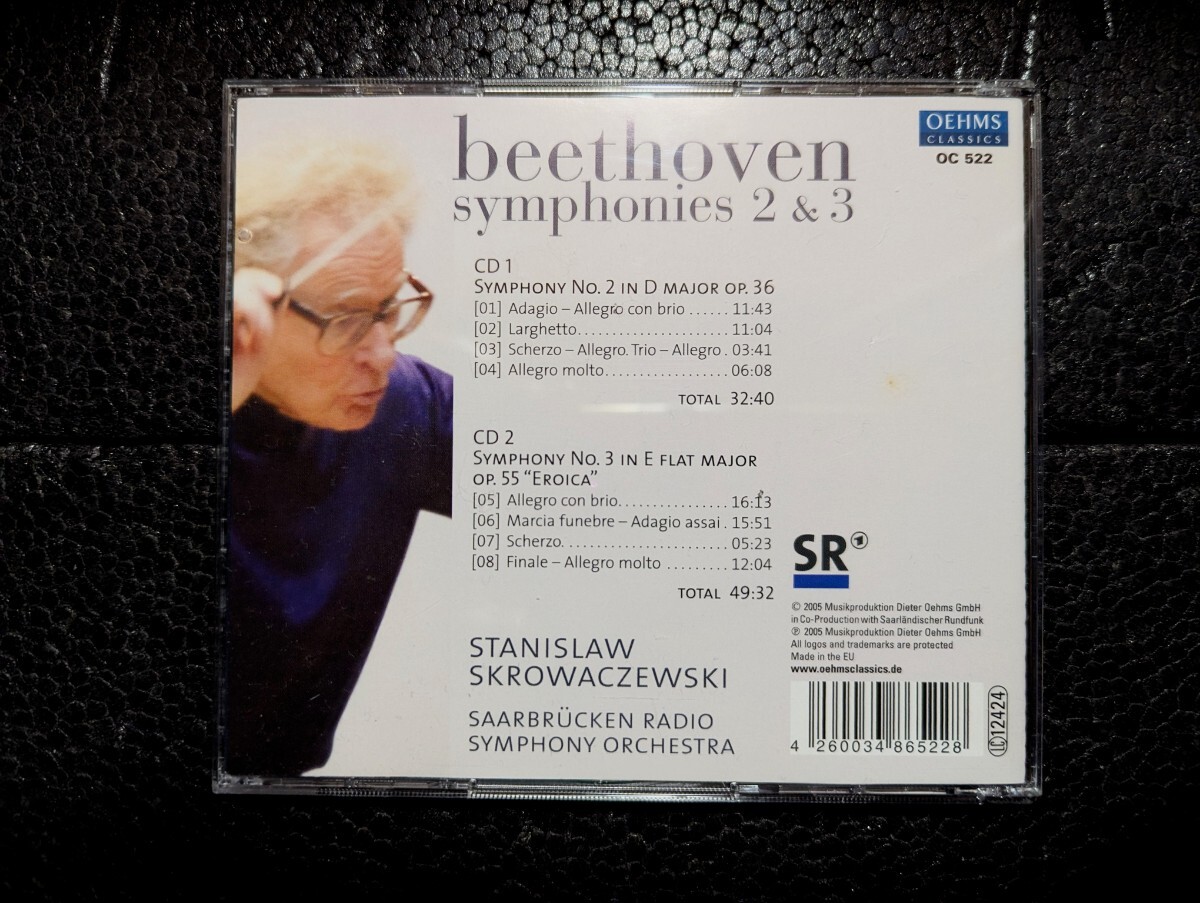 beethoven
symphonies 2 & 3
OEHMS
CLASSICS
OC 522
CD 1
SYMPHONY NO. 2 IN D MAJOR OP. 36
[01] Adagio – Allegro con brio ...... 11:43
[02] Larghetto.................. 11:04
[03] Scherzo – Allegro. Trio – Allegro . 03:41
[04] Allegro molto.................. 06:08
TOTAL 32:40
CD 2
SYMPHONY NO. 3 IN E FLAT MAJOR
OP. 55 “EROICA”
[05] Allegro con brio................ 16:13
[06] Marcia funebre – Adagio assai . 15:51
[07] Scherzo........................ 05:23
[08] Finale – Allegro molto ......... 12:04
TOTAL 49:32
STANISLAW
SKROWACZEWSKI
SAARBRÜCKEN RADIO
SYMPHONY ORCHESTRA
SR 1
© 2005 Musikproduktion Dieter Oehms GmbH
in Co-Production with Saarländischer Rundfunk
℗ 2005 Musikproduktion Dieter Oehms GmbH
All logos and trademarks are protected
Made in the EU
www.oehmsclassics.de
4 260034 865228
LC 12424